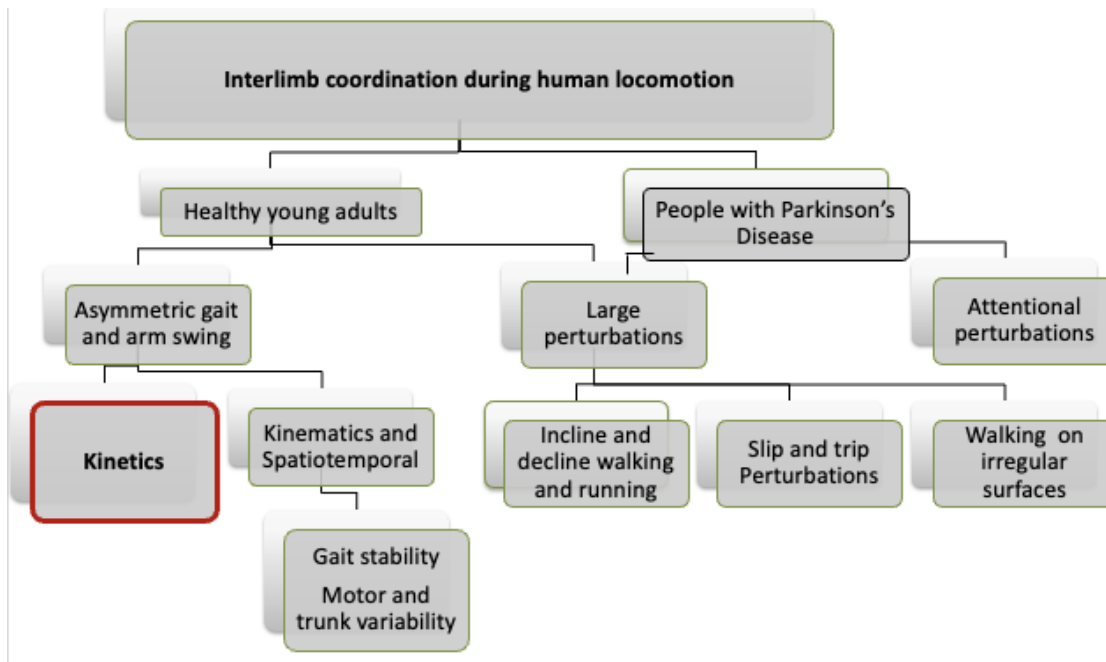 Interlimb coordination during human locomotion
Healthy young adults
People with Parkinson’s
Disease
Asymmetric gait
and arm swing
Large
perturbations
Attentional
perturbations
Kinetics
Kinematics and
Spatiotemporal
Incline and
decline walking
and running
Slip and trip
Perturbations
Walking on
irregular
surfaces
Gait stability
Motor and
trunk variability